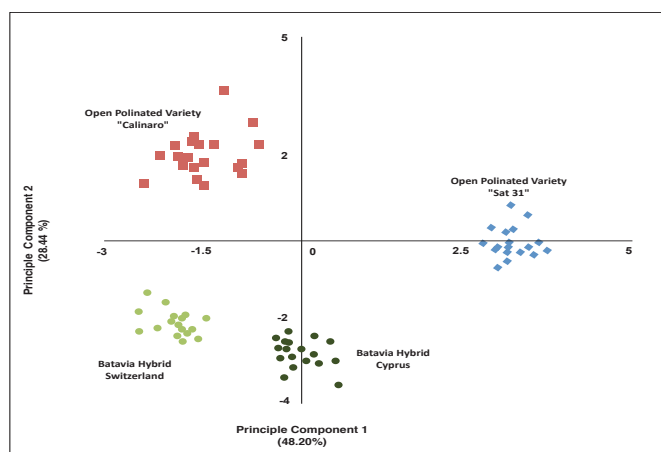 5
Open Polinated Variety
"Calinaro"
2
Open Polinated Variety
"Sat 31"
Principle Component 2
(28.44 %)
-3
-1.5
0
2.5
5
-2
Batavia Hybrid
Switzerland
Batavia Hybrid
Cyprus
-4
Principle Component 1
(48.20%)